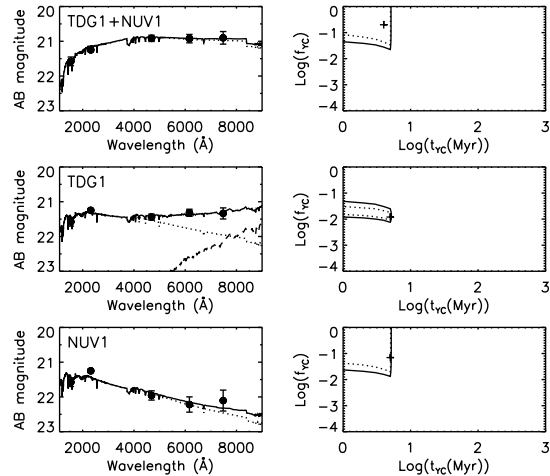 TDG1+NUV1
AB magnitude
20
21
22
23
2000 4000 6000 8000
Wavelength (Å)
Log(f_YC)
0
−1
−2
−3
−4
0 1 2 3
Log(t_YC(Myr))
TDG1
AB magnitude
20
21
22
23
2000 4000 6000 8000
Wavelength (Å)
Log(f_YC)
0
−1
−2
−3
−4
0 1 2 3
Log(t_YC(Myr))
NUV1
AB magnitude
20
21
22
23
2000 4000 6000 8000
Wavelength (Å)
Log(f_YC)
0
−1
−2
−3
−4
0 1 2 3
Log(t_YC(Myr))